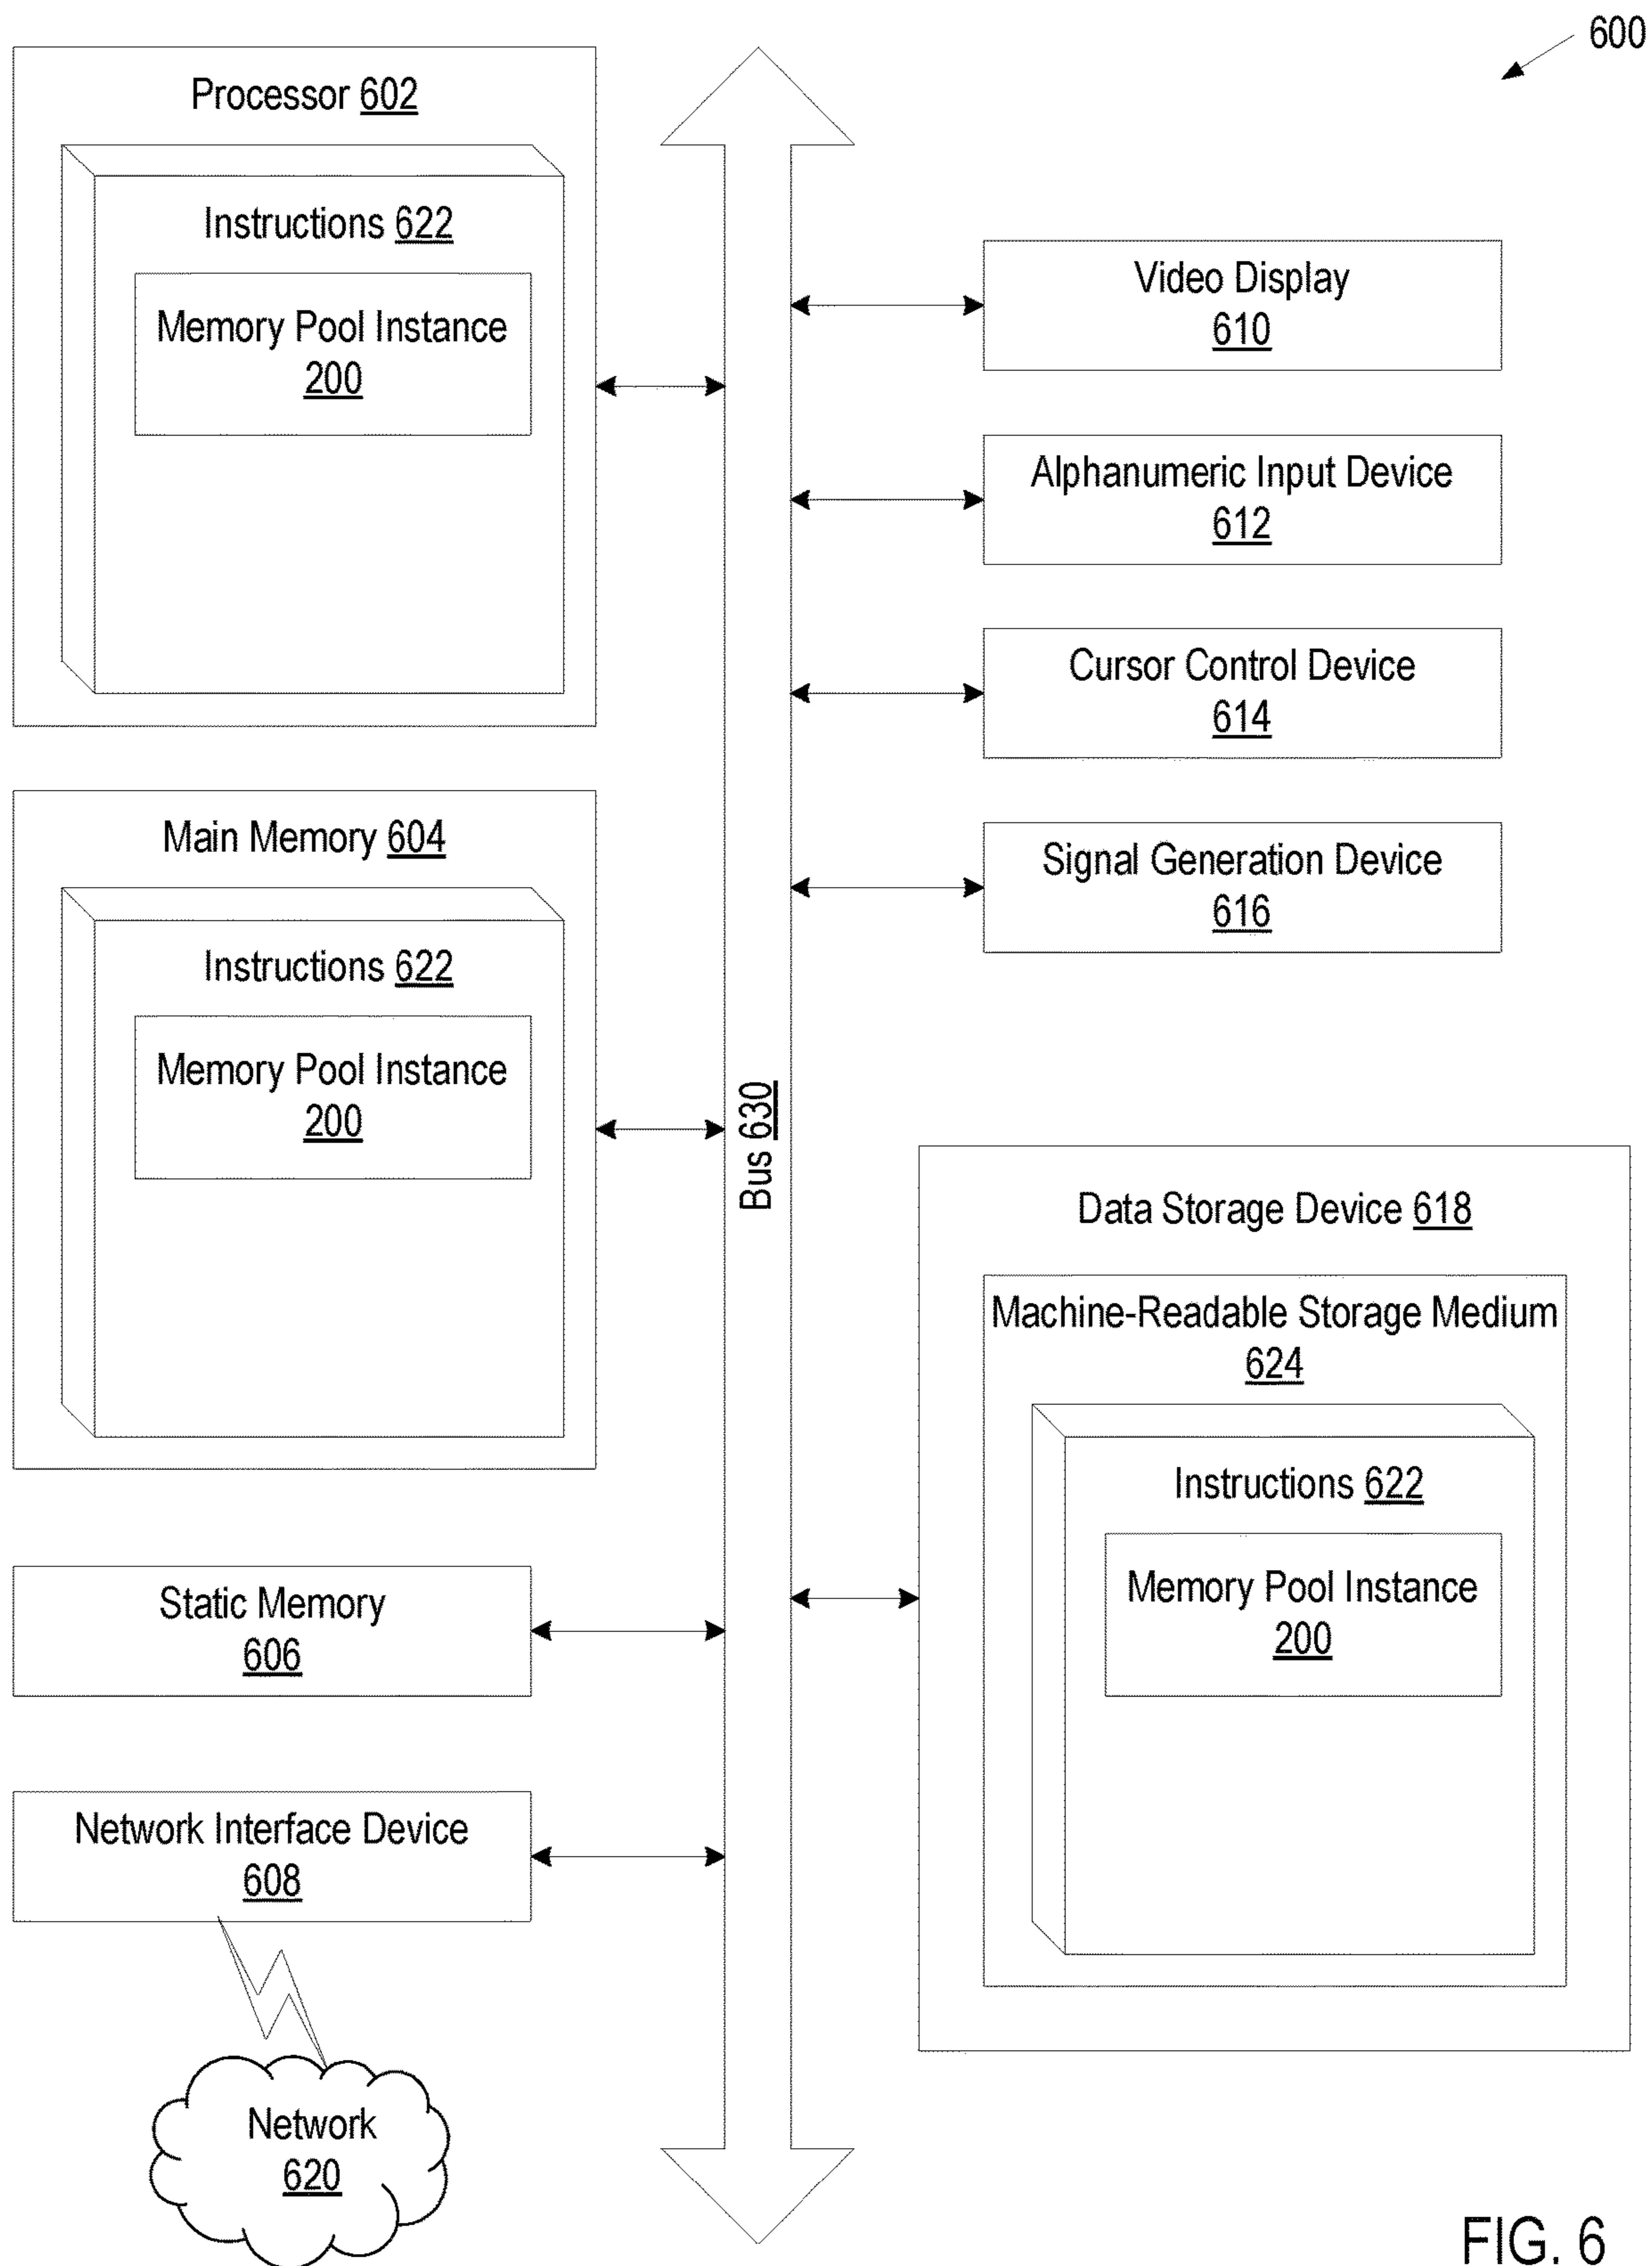 600
Processor 602
Instructions 622
Memory Pool Instance
200
Main Memory 604
Instructions 622
Memory Pool Instance
200
Static Memory
606
Network Interface Device
608
Network
620
Bus 630
Video Display
610
Alphanumeric Input Device
612
Cursor Control Device
614
Signal Generation Device
616
Data Storage Device 618
Machine-Readable Storage Medium
624
Instructions 622
Memory Pool Instance
200
FIG. 6